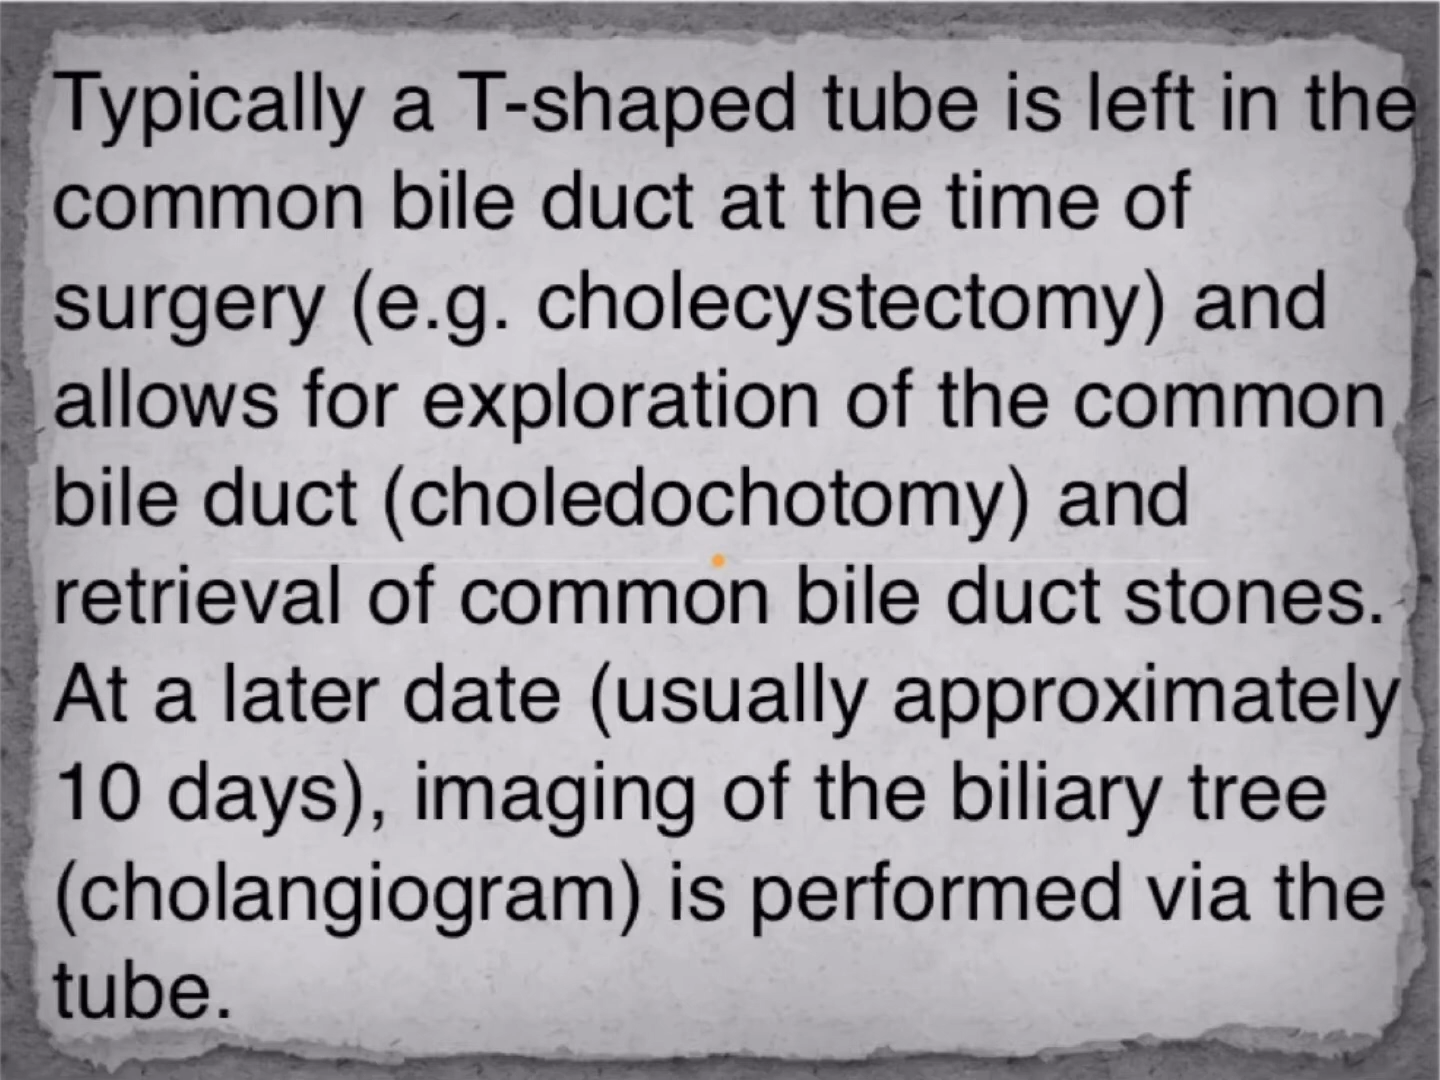 Typically a T-shaped tube is left in the
common bile duct at the time of
surgery (e.g. cholecystectomy) and
allows for exploration of the common
bile duct (choledochotomy) and
retrieval of common bile duct stones.
At a later date (usually approximately
10 days), imaging of the biliary tree
(cholangiogram) is performed via the
tube.